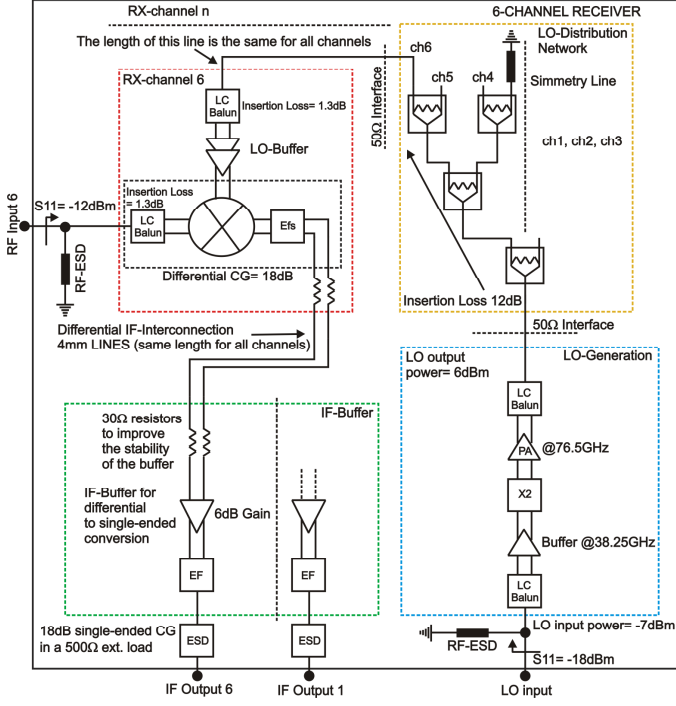 RX-channel n
6-CHANNEL RECEIVER
The length of this line is the same for all channels
ch6
LO-Distribution
Network
RX-channel 6
ch5
ch4
Simmetry Line
LC
Balun
Insertion Loss= 1.3dB
50Ω Interface
ch1, ch2, ch3
LO-Buffer
RF Input 6
S11= -12dBm
Insertion Loss
= 1.3dB
LC
Balun
Efs
RF-ESD
Differential CG= 18dB
Insertion Loss 12dB
Differential IF-Interconnection
4mm LINES (same length for all channels)
50Ω Interface
LO output
power= 6dBm
LO-Generation
LC
Balun
30Ω resistors
to improve
the stability
of the buffer
IF-Buffer
PA
@76.5GHz
X2
IF-Buffer for
differential
to single-ended
conversion
6dB Gain
Buffer @38.25GHz
EF
EF
LC
Balun
18dB single-ended CG
in a 500Ω ext. load
ESD
ESD
LO input power= -7dBm
RF-ESD
S11= -18dBm
IF Output 6
IF Output 1
LO input